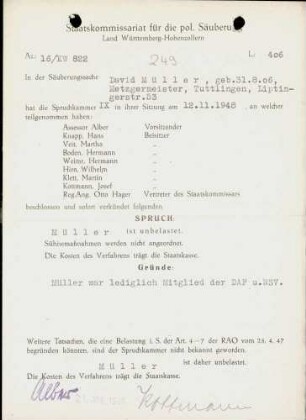 Staatskommissariat für die pol. Säuberung
Land Württemberg-Hohenzollern
Az: 16/KV 822
249
L. 406
In der Säuberungssache David Müller, geb.31.8.06,
Metzgermeister, Tuttlingen, Liptin-
gerstr.53
hat die Spruchkammer IX in ihrer Sitzung am 12.11.1948, an welcher
teilgenommen haben:
Assessor Alber Vorsitzender
Knapp, Hans Beisitzer
Veit, Martha "
Boden, Hermann "
Weine, Hermann "
Hirn, Wilhelm "
Klett, Martin "
Kottmann, Josef "
Reg.Ang. Otto Hager Vertreter des Staatskommissars
beschlossen und sofort verkündet folgenden
SPRUCH:
Müller ist unbelastet.
Sühnemaßnahmen werden nicht angeordnet.
Die Kosten des Verfahrens trägt die Staatskasse.
Gründe:
Müller war lediglich Mitglied der DAF u.NSV.
Weitere Tatsachen, die eine Belastung i. S. der Art. 4-7 der RAO vom 25. 4. 47
begründen könnten, sind der Spruchkammer nicht bekannt geworden.
Müller ist daher unbelastet.
Die Kosten des Verfahrens trägt die Staatskasse.
Alber Kottmann